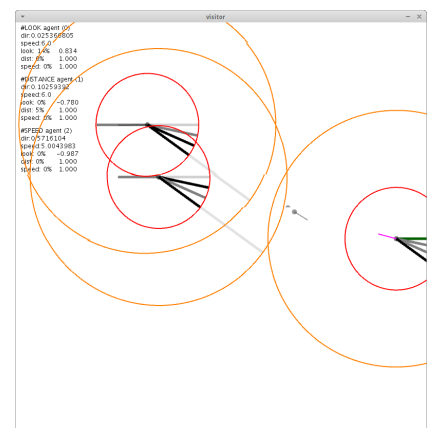 visitor
#LOOK agent (0)
dir:0.025366805
speed:6.0
look: 14% 0.834
dist: 6% 1.000
speed: 0% 1.000
#DISTANCE agent (1)
dir:0.10259392
speed:6.0
look: 0% −0.780
dist: 5% 1.000
speed: 0% 1.000
#SPEED agent (2)
dir:0.5716104
speed:5.0043983
look: 0% −0.987
dist: 0% 1.000
speed: 0% 1.000